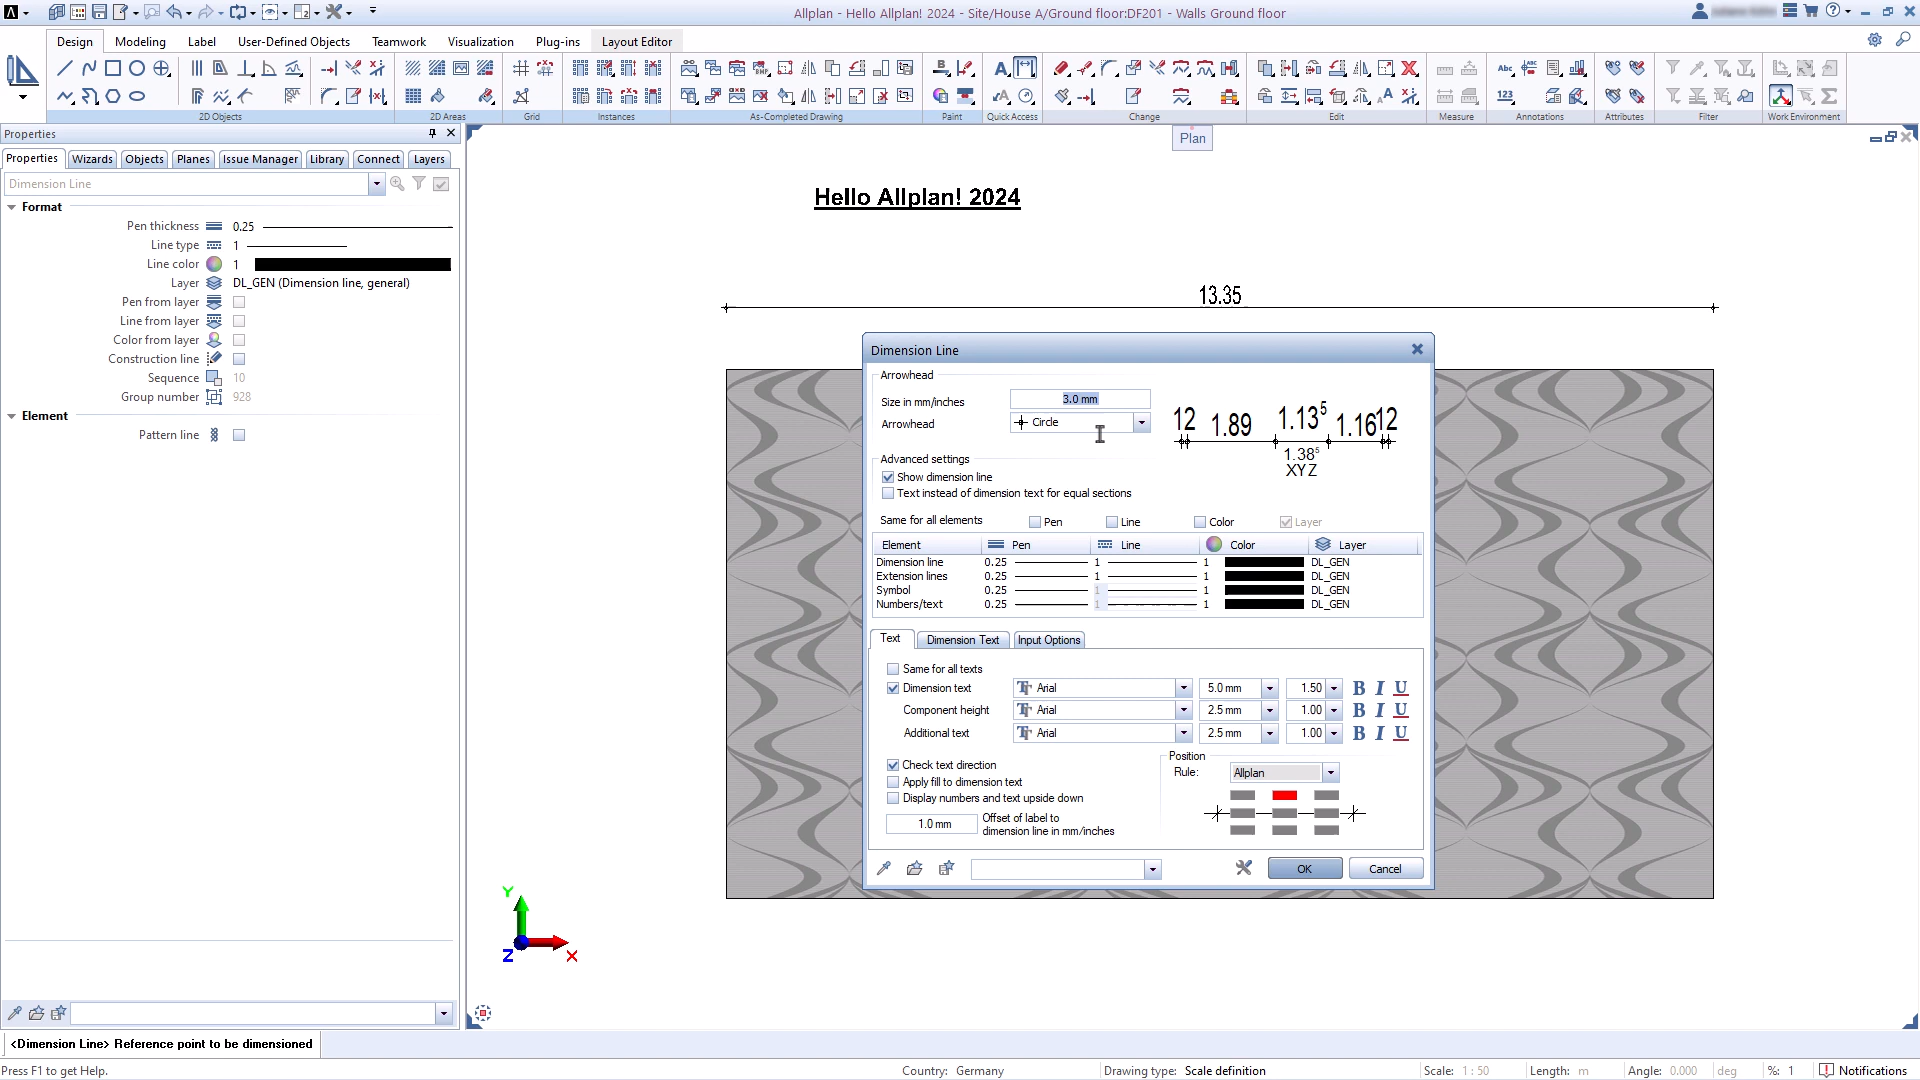 Allplan - Hello Allplan! 2024 - Site/House A/Ground floor:DF201 - Walls Ground floor
Design Modeling Label User-Defined Objects Teamwork Visualization Plug-ins Layout Editor
2D Objects 2D Areas Grid Instances As-Completed Drawing Paint Quick Access Change Edit Measure Annotations Attributes Filter Work Environment
Properties
Properties Wizards Objects Planes Issue Manager Library Connect Layers
Dimension Line
Format
Pen thickness 0.25
Line type 1
Line color 1
Layer DL_GEN (Dimension line, general)
Pen from layer
Line from layer
Color from layer
Construction line
Sequence 10
Group number 928
Element
Pattern line
Plan
Hello Allplan! 2024
13.35
Dimension Line
Arrowhead
Size in mm/inches 3.0 mm
Arrowhead Circle
12 1.89 1.13⁵ 1.16 12
1.38⁵
XYZ
Advanced settings
Show dimension line
Text instead of dimension text for equal sections
Same for all elements Pen Line Color Layer
Element Pen Line Color Layer
Dimension line 0.25 1 1 DL_GEN
Extension lines 0.25 1 1 DL_GEN
Symbol 0.25 1 1 DL_GEN
Numbers/text 0.25 1 1 DL_GEN
Text Dimension Text Input Options
Same for all texts
Dimension text Arial 5.0 mm 1.50 B I U
Component height Arial 2.5 mm 1.00 B I U
Additional text Arial 2.5 mm 1.00 B I U
Check text direction
Apply fill to dimension text
Display numbers and text upside down
1.0 mm Offset of label to
dimension line in mm/inches
Position
Rule: Allplan
OK Cancel
Y
Z X
<Dimension Line> Reference point to be dimensioned
Press F1 to get Help.
Country: Germany Drawing type: Scale definition Scale: 1 : 50 Length: m Angle: 0.000 deg %: 1 Notifications